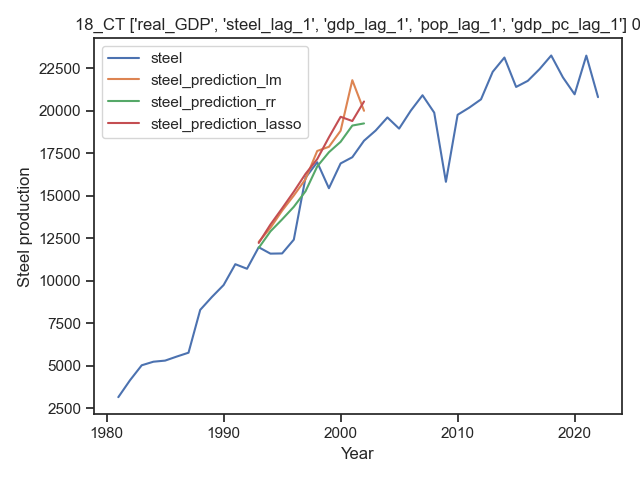 18_CT ['real_GDP', 'steel_lag_1', 'gdp_lag_1', 'pop_lag_1', 'gdp_pc_lag_1'] 0
steel
steel_prediction_lm
steel_prediction_rr
steel_prediction_lasso
Steel production
22500
20000
17500
15000
12500
10000
7500
5000
2500
1980
1990
2000
2010
2020
Year